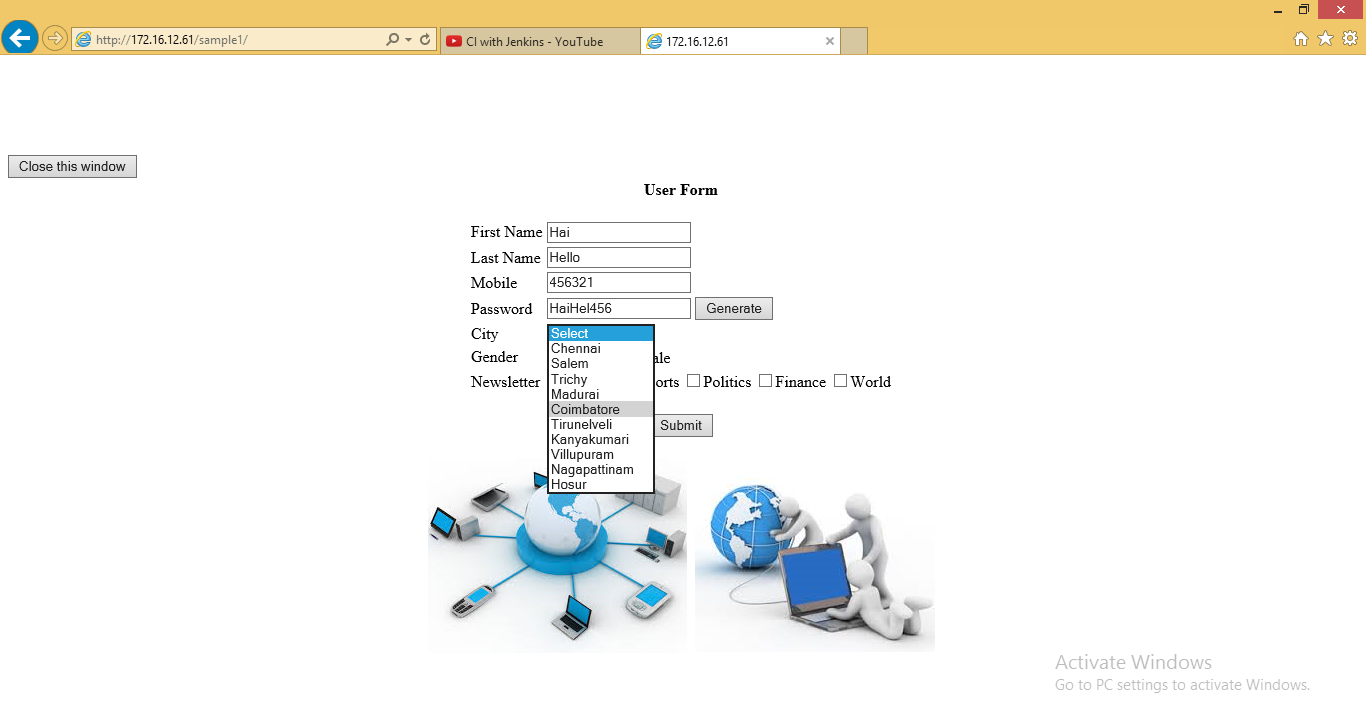 http://172.16.12.61/sample1/
CI with Jenkins - YouTube
172.16.12.61
Close this window
User Form
First Name Hai
Last Name Hello
Mobile 456321
Password HaiHel456 Generate
City Select
Chennai
Gender ale
Salem
Trichy
Newsletter orts Politics Finance World
Madurai
Coimbatore
Tirunelveli Submit
Kanyakumari
Villupuram
Nagapattinam
Hosur
Activate Windows
Go to PC settings to activate Windows.